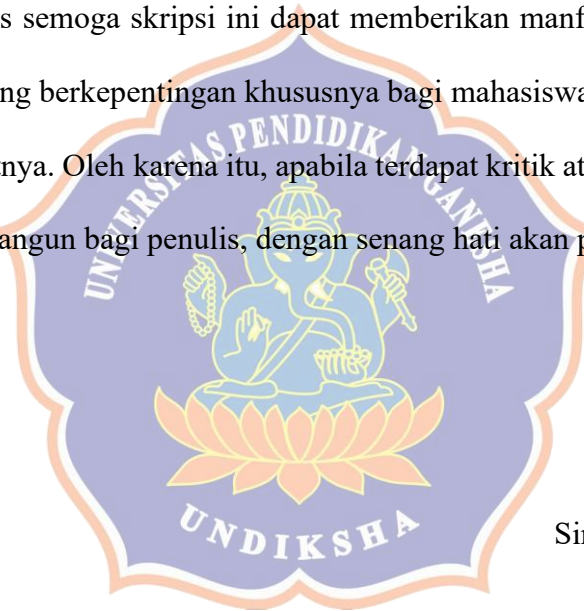 s semoga skripsi ini dapat memberikan manf
ng berkepentingan khususnya bagi mahasiswa
tnya. Oleh karena itu, apabila terdapat kritik at
angun bagi penulis, dengan senang hati akan p
UNIVERSITAS PENDIDIKAN GANESHA
UNDIKSHA
Sin